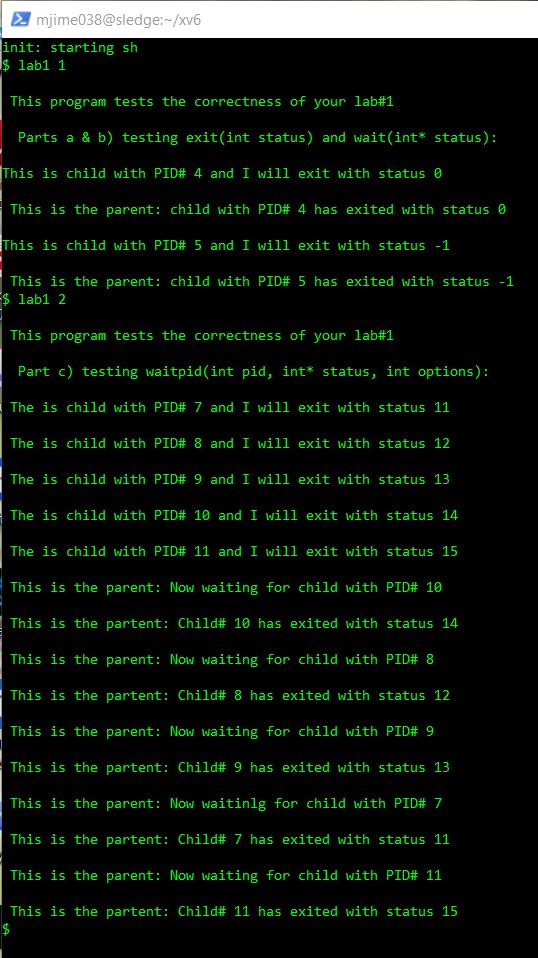 mjime038@sledge:~/xv6
init: starting sh
$ lab1 1
This program tests the correctness of your lab#1
Parts a & b) testing exit(int status) and wait(int* status):
This is child with PID# 4 and I will exit with status 0
This is the parent: child with PID# 4 has exited with status 0
This is child with PID# 5 and I will exit with status -1
This is the parent: child with PID# 5 has exited with status -1
$ lab1 2
This program tests the correctness of your lab#1
Part c) testing waitpid(int pid, int* status, int options):
The is child with PID# 7 and I will exit with status 11
The is child with PID# 8 and I will exit with status 12
The is child with PID# 9 and I will exit with status 13
The is child with PID# 10 and I will exit with status 14
The is child with PID# 11 and I will exit with status 15
This is the parent: Now waiting for child with PID# 10
This is the partent: Child# 10 has exited with status 14
This is the parent: Now waiting for child with PID# 8
This is the partent: Child# 8 has exited with status 12
This is the parent: Now waiting for child with PID# 9
This is the partent: Child# 9 has exited with status 13
This is the parent: Now waitinlg for child with PID# 7
This is the partent: Child# 7 has exited with status 11
This is the parent: Now waiting for child with PID# 11
This is the partent: Child# 11 has exited with status 15
$